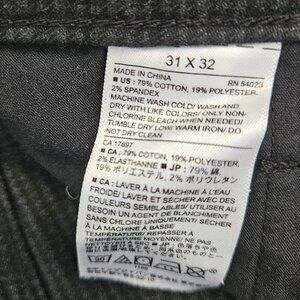 31 X 32
MADE IN CHINA RN 54023
■ US : 79% COTTON, 19% POLYESTER,
2% SPANDEX
MACHINE WASH COLD/ WASH AND
DRY WITH LIKE COLORS/ ONLY NON-
CHLORINE BLEACH WHEN NEEDED/
TUMBLE DRY LOW/ WARM IRON/ DO
NOT DRY CLEAN
CA 17897
■ CA : 79% COTTON, 19% POLYESTER,
2% ÉLASTHANNE ■ JP : 79% 綿,
19% ポリエステル, 2% ポリウレタン
■ CA : LAVER À LA MACHINE À L'EAU
FROIDE/ LAVER ET SÉCHER AVEC DES
COULEURS SEMBLABLES/ UTILISER AU
BESOIN UN AGENT DE BLANCHIMENT
SANS CHLORE UNIQUEMENT/ SÉCHER
À LA MACHINE À BASSE
TEMPÉRATURE/ REPASSER À
TEMPÉRATURE MOYENNE/ NE PAS
NETTOYER À SEC